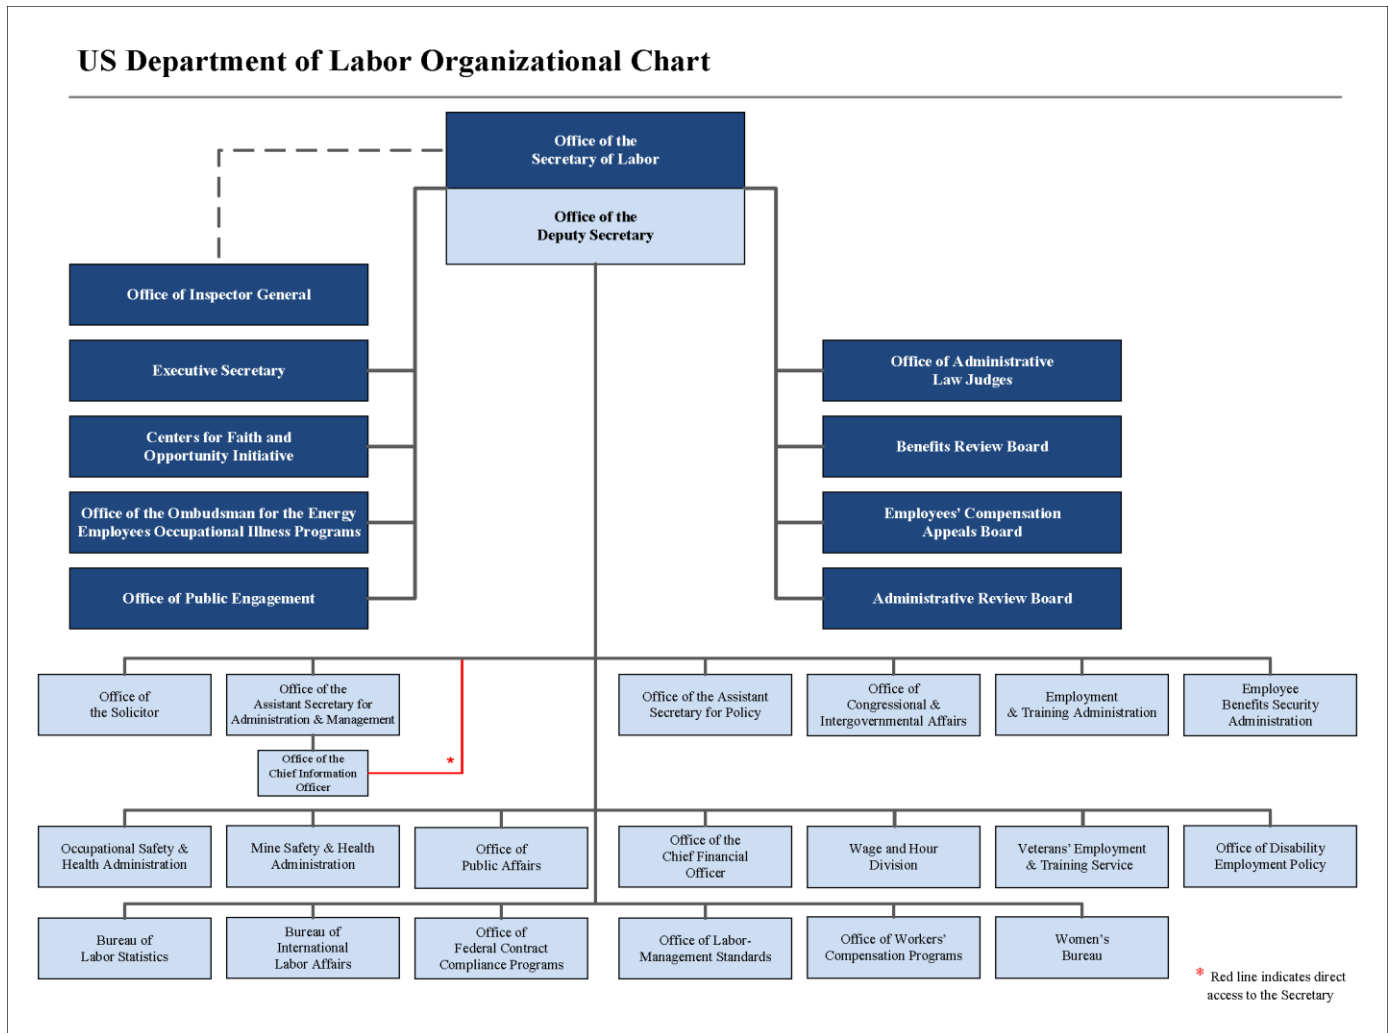 US Department of Labor Organizational Chart
Office of the
Secretary of Labor
Office of the
Deputy Secretary
Office of Inspector General
Executive Secretary
Centers for Faith and
Opportunity Initiative
Office of the Ombudsman for the Energy
Employees Occupational Illness Programs
Office of Public Engagement
Office of Administrative
Law Judges
Benefits Review Board
Employees’ Compensation
Appeals Board
Administrative Review Board
Office of
the Solicitor
Office of the
Assistant Secretary for
Administration & Management
Office of the
Chief Information
Officer
*
Office of the Assistant
Secretary for Policy
Office of
Congressional &
Intergovernmental Affairs
Employment
& Training Administration
Employee
Benefits Security
Administration
Occupational Safety &
Health Administration
Mine Safety & Health
Administration
Office of
Public Affairs
Office of the
Chief Financial
Officer
Wage and Hour
Division
Veterans’ Employment
& Training Service
Office of Disability
Employment Policy
Bureau of
Labor Statistics
Bureau of
International
Labor Affairs
Office of
Federal Contract
Compliance Programs
Office of Labor-
Management Standards
Office of Workers’
Compensation Programs
Women’s
Bureau
* Red line indicates direct
access to the Secretary